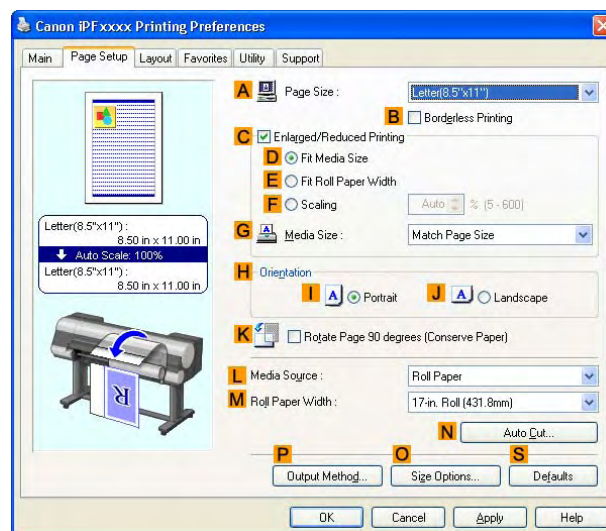 Canon iPFxxxx Printing Preferences
Main Page Setup Layout Favorites Utility Support
A Page Size : Letter(8.5"x11")
B Borderless Printing
C Enlarged/Reduced Printing
D Fit Media Size
E Fit Roll Paper Width
F Scaling Auto % (5 - 600)
G Media Size : Match Page Size
Letter(8.5"x11") :
8.50 in x 11.00 in
Auto Scale: 100%
Letter(8.5"x11") :
8.50 in x 11.00 in
H Orientation
I A Portrait J A Landscape
K Rotate Page 90 degrees (Conserve Paper)
R
L Media Source : Roll Paper
M Roll Paper Width : 17-in. Roll (431.8mm)
N Auto Cut...
P O S
Output Method... Size Options... Defaults
OK Cancel Apply Help